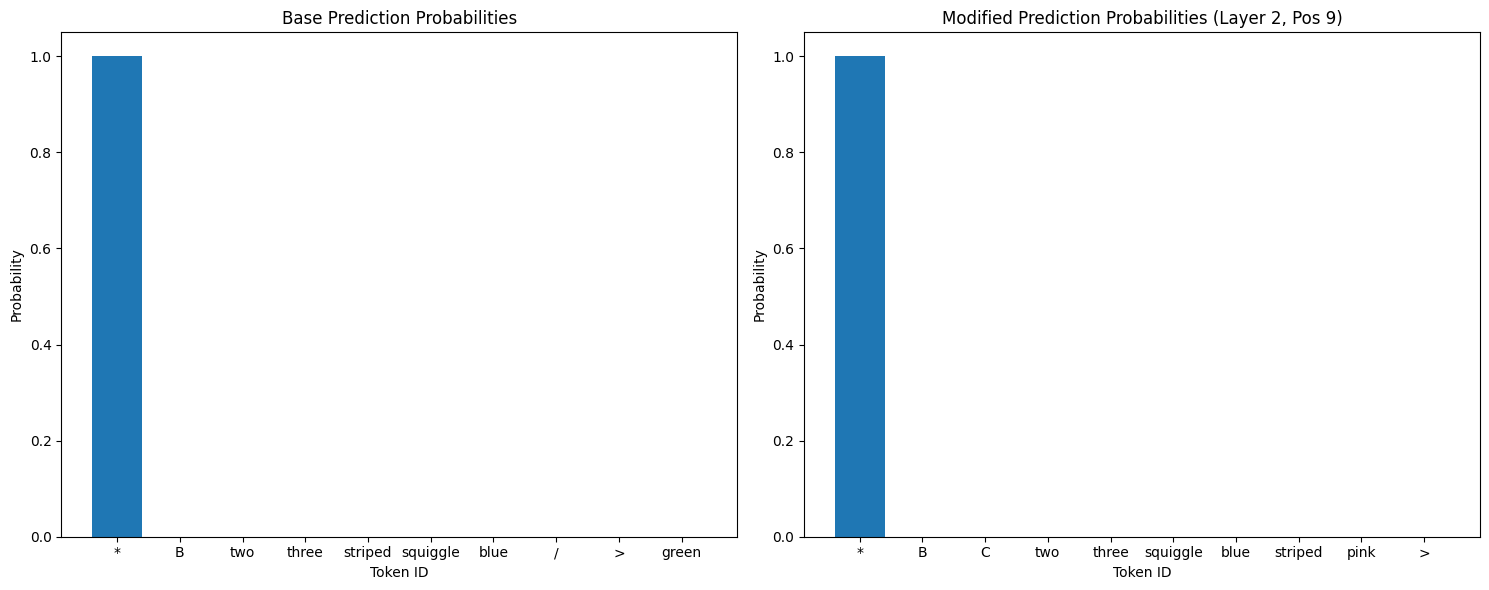 Base Prediction Probabilities
Probability
1.0
0.8
0.6
0.4
0.2
0.0
* B two three striped squiggle blue / > green
Token ID
Modified Prediction Probabilities (Layer 2, Pos 9)
Probability
1.0
0.8
0.6
0.4
0.2
0.0
* B C two three squiggle blue striped pink >
Token ID